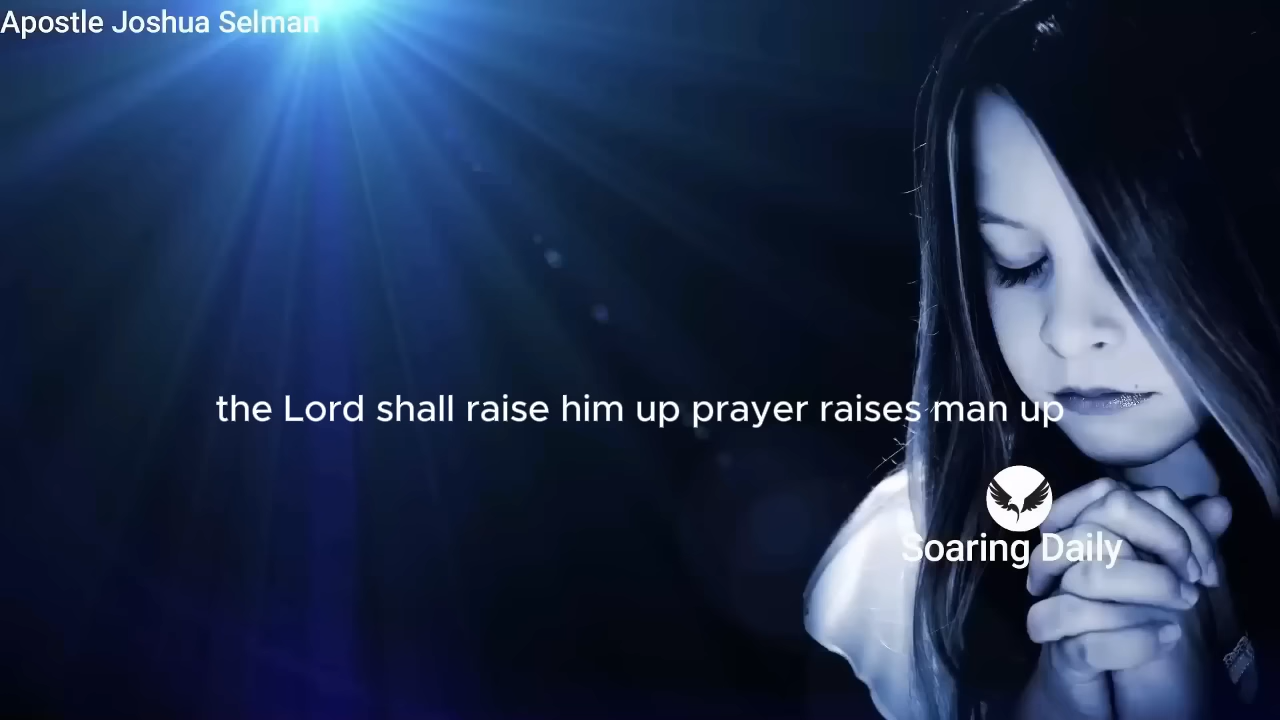 Apostle Joshua Selman
the Lord shall raise him up prayer raises man up
Soaring Daily